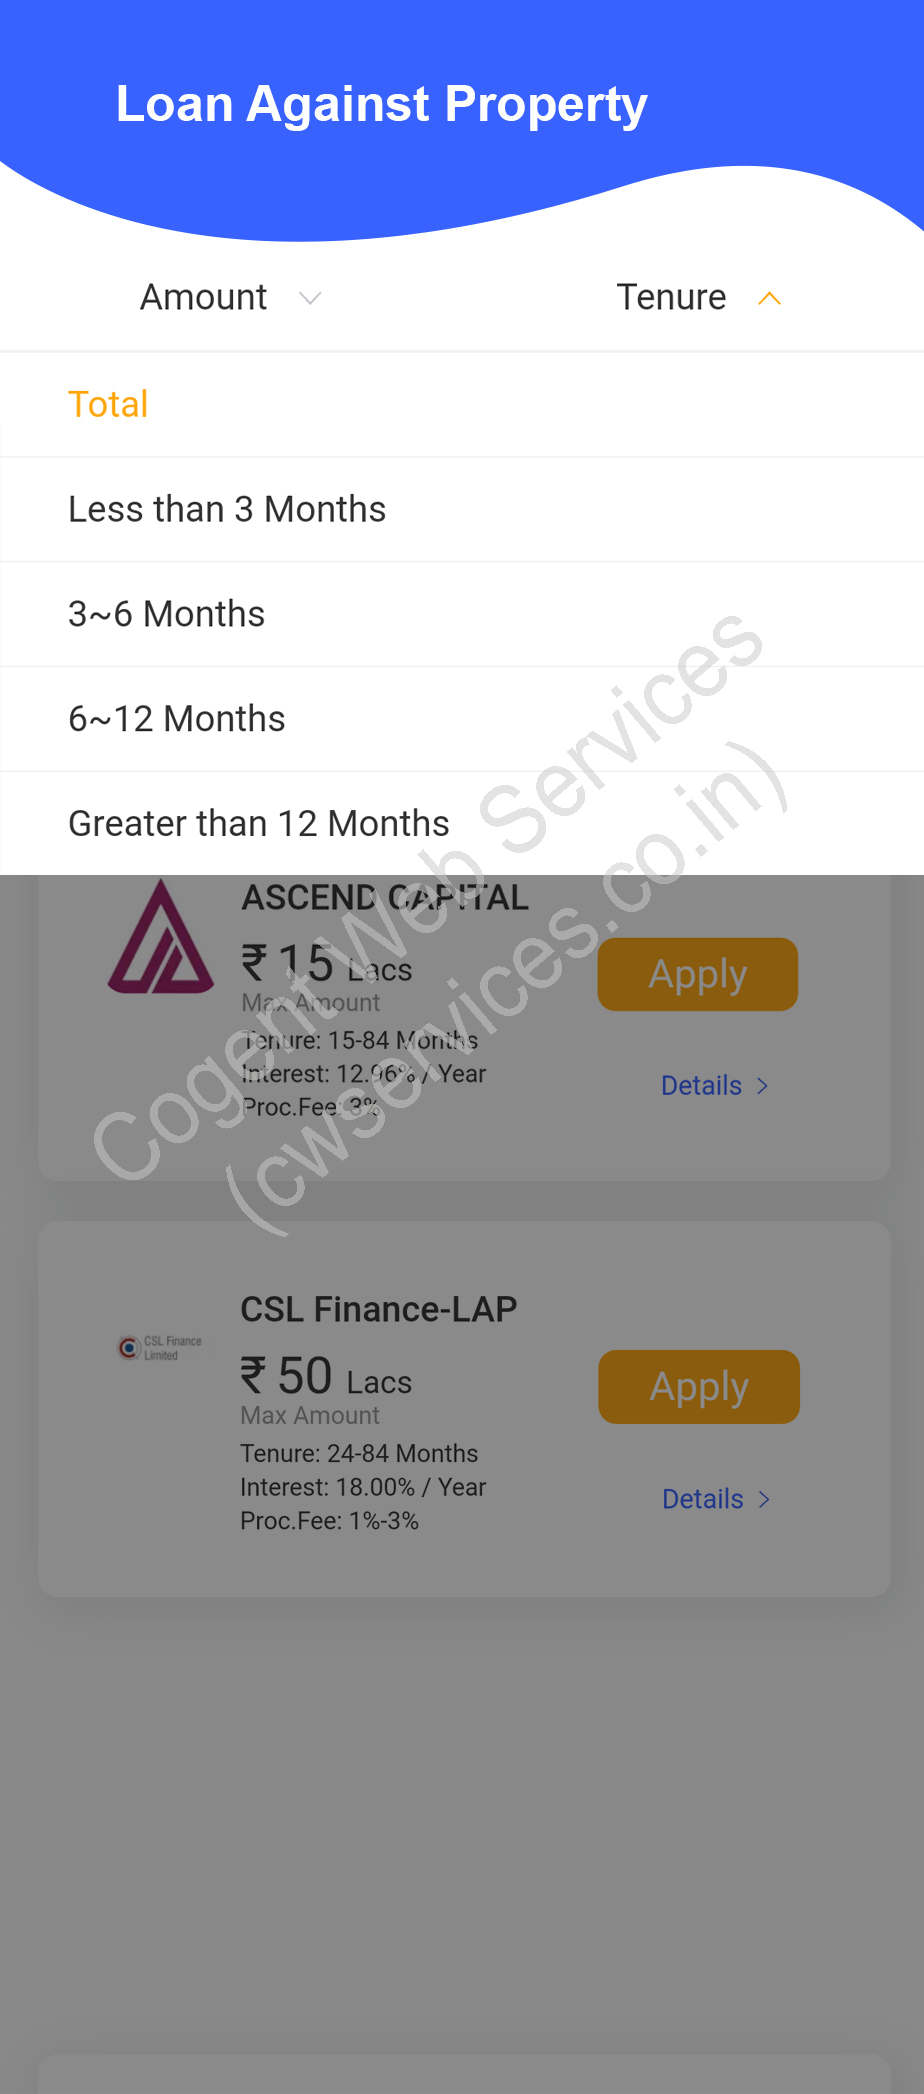 Loan Against Property
Amount
Tenure
Total
Less than 3 Months
3~6 Months
6~12 Months
Greater than 12 Months
ASCEND CAPITAL
₹ 15 Lacs
Max Amount
Tenure: 15-84 Months
Interest: 12.96% / Year
Proc.Fee: 3%
Apply
Details >
Cogent Web Services
(cwservices.co.in)
CSL Finance
Limited
CSL Finance-LAP
₹ 50 Lacs
Max Amount
Tenure: 24-84 Months
Interest: 18.00% / Year
Proc.Fee: 1%-3%
Apply
Details >